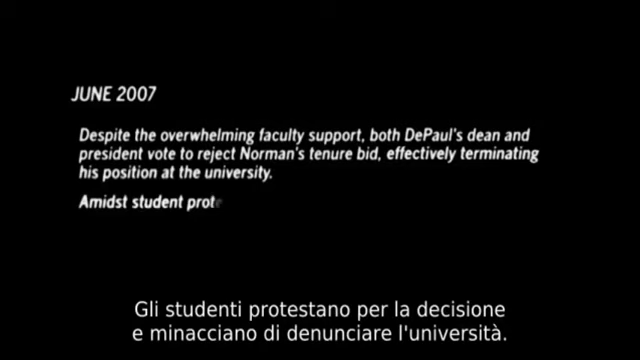 JUNE 2007
Despite the overwhelming faculty support, both DePaul's dean and
president vote to reject Norman's tenure bid, effectively terminating
his position at the university.
Amidst student prote
Gli studenti protestano per la decisione
e minacciano di denunciare l'università.